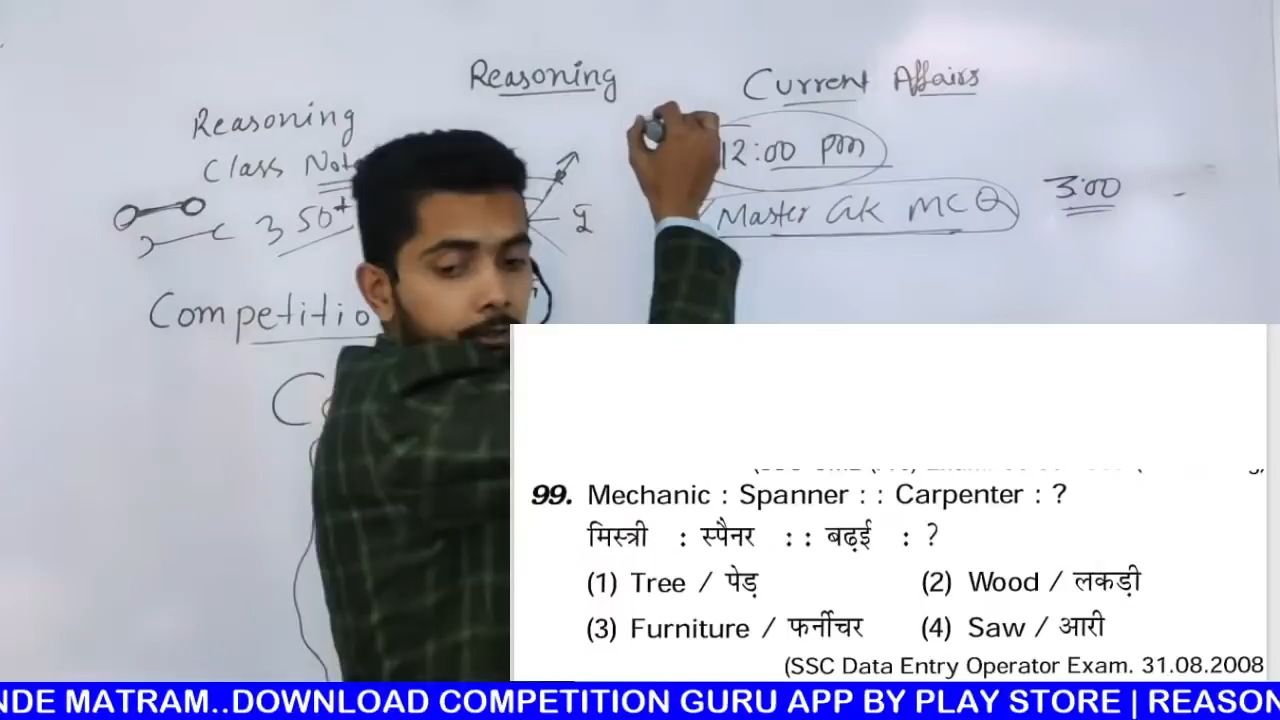 Reasoning
Current Affairs
Reasoning
Class
12:00 pm
350+
Master GK MCQ
3:00
Competitio
99. Mechanic : Spanner : : Carpenter : ?
मिस्त्री : स्पैनर : : बढ़ई : ?
(1) Tree / पेड़ (2) Wood / लकड़ी
(3) Furniture / फर्नीचर (4) Saw / आरी
(SSC Data Entry Operator Exam. 31.08.2008
NDE MATRAM..DOWNLOAD COMPETITION GURU APP BY PLAY STORE | REASON